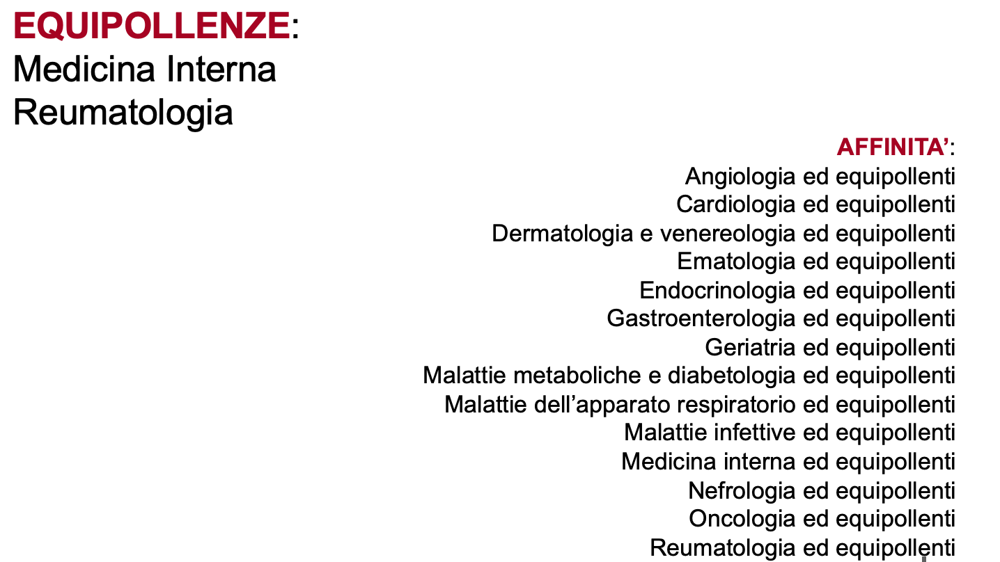 EQUIPOLLENZE:
Medicina Interna
Reumatologia
AFFINITA’:
Angiologia ed equipollenti
Cardiologia ed equipollenti
Dermatologia e venereologia ed equipollenti
Ematologia ed equipollenti
Endocrinologia ed equipollenti
Gastroenterologia ed equipollenti
Geriatria ed equipollenti
Malattie metaboliche e diabetologia ed equipollenti
Malattie dell’apparato respiratorio ed equipollenti
Malattie infettive ed equipollenti
Medicina interna ed equipollenti
Nefrologia ed equipollenti
Oncologia ed equipollenti
Reumatologia ed equipollenti